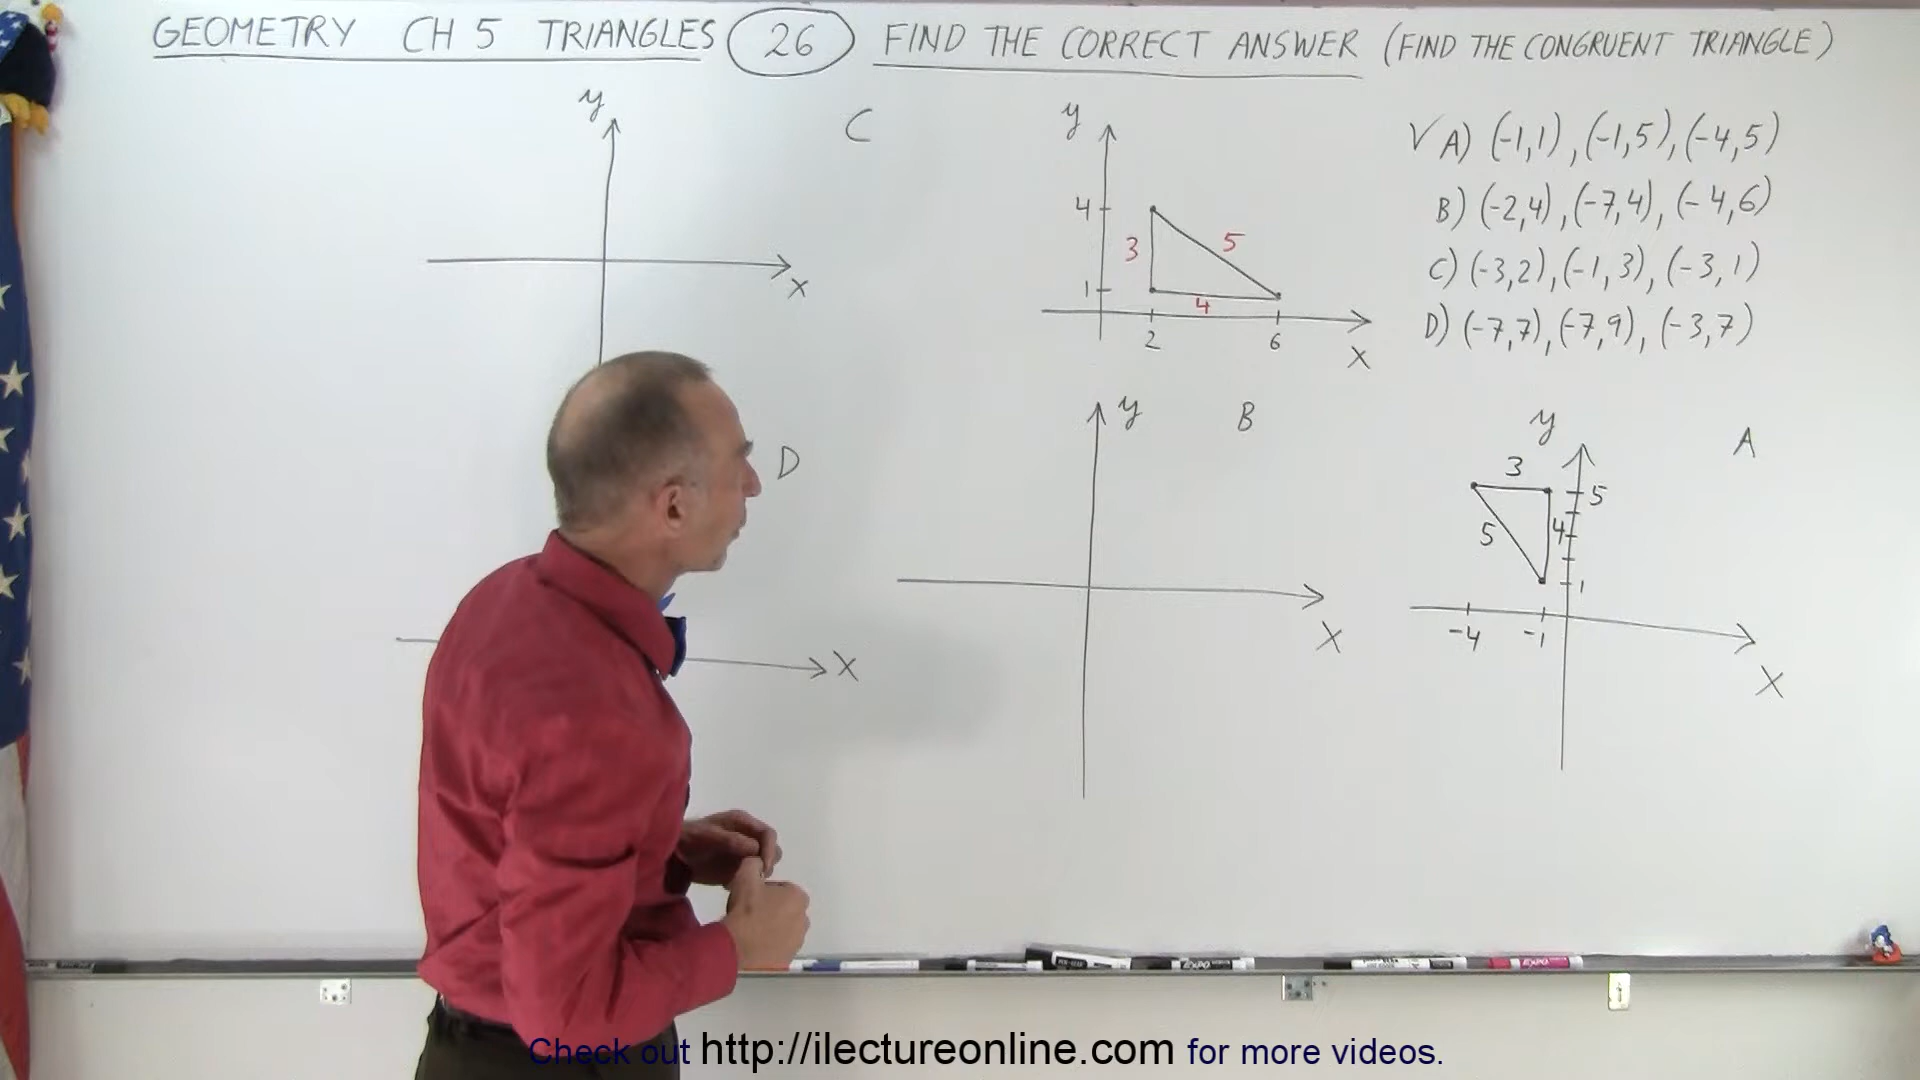 GEOMETRY CH 5 TRIANGLES 26 FIND THE CORRECT ANSWER (FIND THE CONGRUENT TRIANGLE)
y
C
x
y
4
3
5
1
4
2
6
x
√ A) (-1,1), (-1,5), (-4,5)
B) (-2,4), (-7,4), (-4,6)
C) (-3,2), (-1,3), (-3,1)
D) (-7,7), (-7,9), (-3,7)
D
x
y
B
x
y
A
3
5
5
4
1
-4
-1
x
Check out http://ilectureonline.com for more videos.